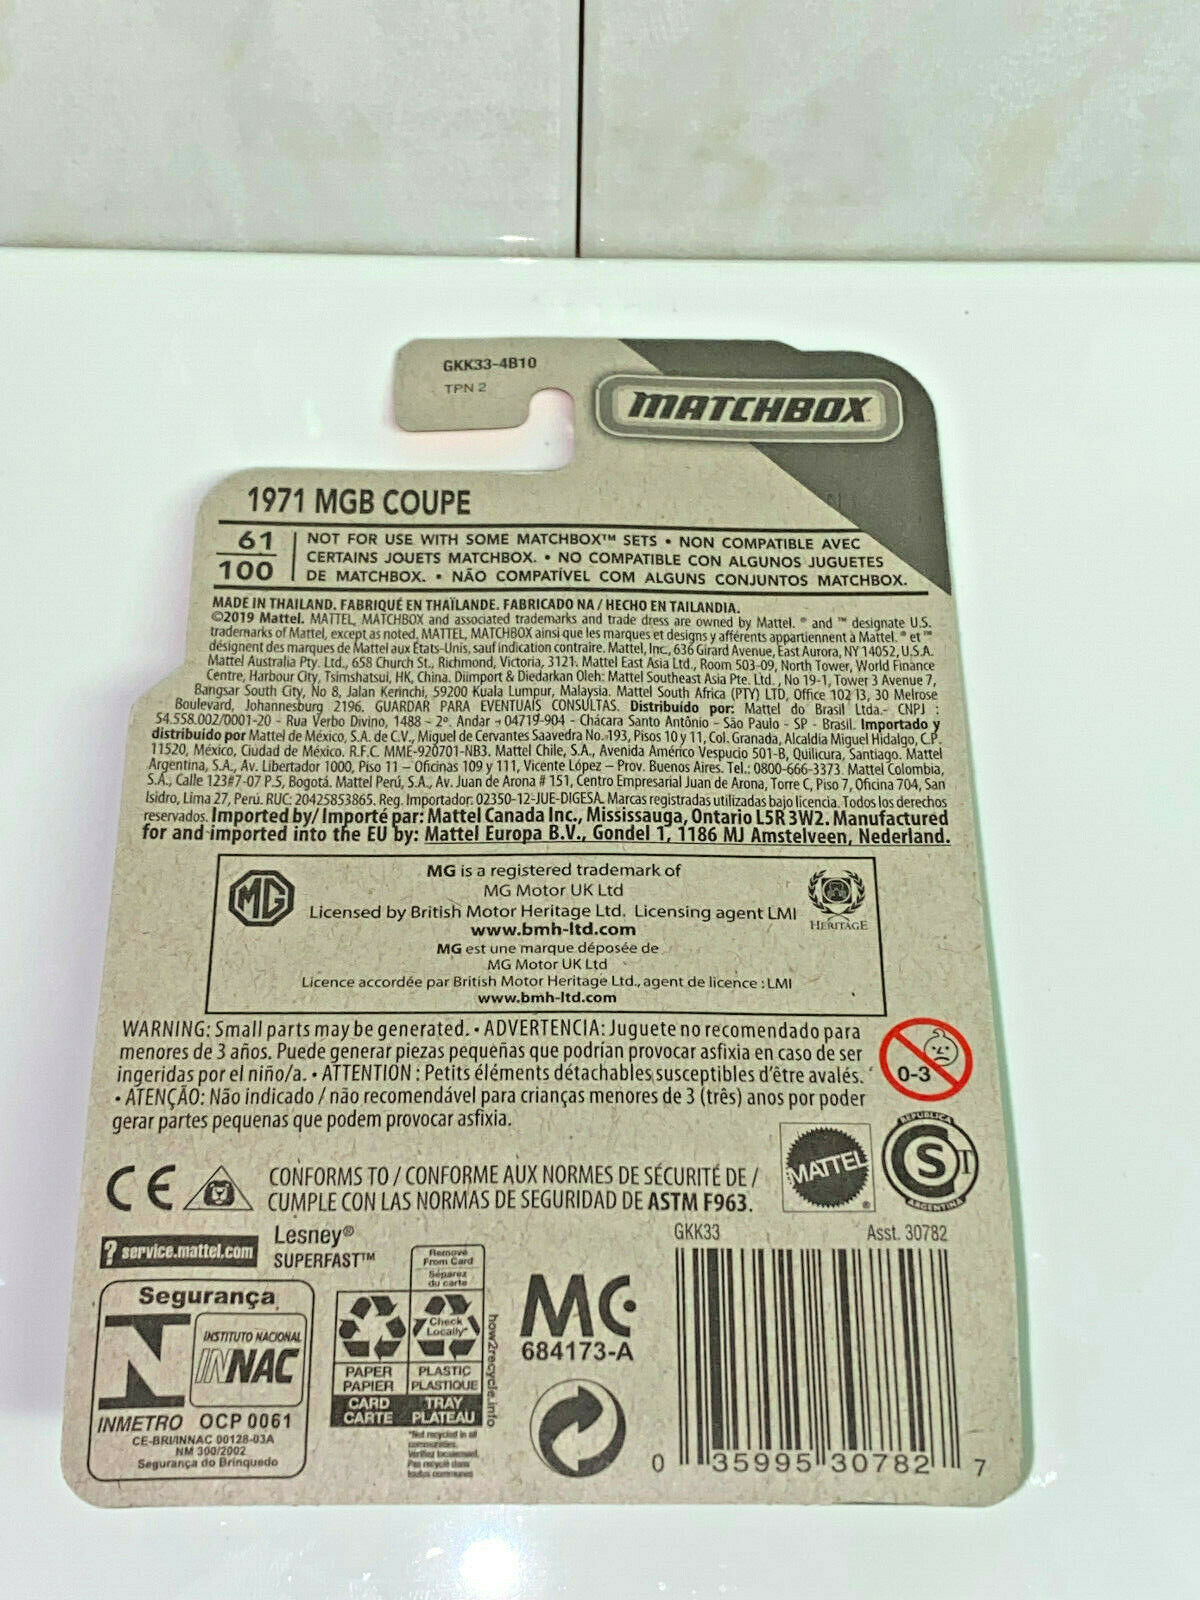 GKK33-4B10
TPN 2
MATCHBOX
1971 MGB COUPE
61
100
NOT FOR USE WITH SOME MATCHBOX™ SETS • NON COMPATIBLE AVEC
CERTAINS JOUETS MATCHBOX. • NO COMPATIBLE CON ALGUNOS JUGUETES
DE MATCHBOX. • NÃO COMPATÍVEL COM ALGUNS CONJUNTOS MATCHBOX.
MADE IN THAILAND. FABRIQUÉ EN THAÏLANDE. FABRICADO NA / HECHO EN TAILANDIA.
©2019 Mattel. MATTEL, MATCHBOX and associated trademarks and trade dress are owned by Mattel. ® and ™ designate U.S.
trademarks of Mattel, except as noted. MATTEL, MATCHBOX ainsi que les marques et designs y afférents appartiennent à Mattel. ® et ™
désignent des marques de Mattel aux États-Unis, sauf indication contraire. Mattel, Inc., 636 Girard Avenue, East Aurora, NY 14052, U.S.A.
Mattel Australia Pty. Ltd., 658 Church St., Richmond, Victoria, 3121. Mattel East Asia Ltd., Room 503-09, North Tower, World Finance
Centre, Harbour City, Tsimshatsui, HK, China. Diimport & Diedarkan Oleh: Mattel Southeast Asia Pte. Ltd., No 19-1, Tower 3 Avenue 7,
Bangsar South City, No 8, Jalan Kerinchi, 59200 Kuala Lumpur, Malaysia. Mattel South Africa (PTY) LTD, Office 102 I3, 30 Melrose
Boulevard, Johannesburg 2196. GUARDAR PARA EVENTUAIS CONSULTAS. Distribuido por: Mattel do Brasil Ltda.- CNPJ :
54.558.002/0001-20 - Rua Verbo Divino, 1488 - 2º. Andar - 04719-904 - Chácara Santo Antônio - São Paulo - SP - Brasil. Importado y
distribuido por Mattel de México, S.A. de C.V., Miguel de Cervantes Saavedra No. 193, Pisos 10 y 11, Col. Granada, Alcaldía Miguel Hidalgo, C.P.
11520, México, Ciudad de México. R.F.C. MME-920701-NB3. Mattel Chile, S.A., Avenida Américo Vespucio 501-B, Quilicura, Santiago. Mattel
Argentina, S.A., Av. Libertador 1000, Piso 11 – Oficinas 109 y 111, Vicente López – Prov. Buenos Aires. Tel.: 0800-666-3373. Mattel Colombia,
S.A., Calle 123#7-07 P.5, Bogotá. Mattel Perú, S.A., Av. Juan de Arona # 151, Centro Empresarial Juan de Arona, Torre C, Piso 7, Oficina 704, San
Isidro, Lima 27, Perú. RUC: 20425853865. Reg. Importador: 02350-12-JUE-DIGESA. Marcas registradas utilizadas bajo licencia. Todos los derechos
reservados. Imported by/ Importé par: Mattel Canada Inc., Mississauga, Ontario L5R 3W2. Manufactured
for and imported into the EU by: Mattel Europa B.V., Gondel 1, 1186 MJ Amstelveen, Nederland.
MG
MG is a registered trademark of
MG Motor UK Ltd
Licensed by British Motor Heritage Ltd. Licensing agent LMI
www.bmh-ltd.com
MG est une marque déposée de
MG Motor UK Ltd
Licence accordée par British Motor Heritage Ltd., agent de licence : LMI
www.bmh-ltd.com
HERITAGE
WARNING: Small parts may be generated. • ADVERTENCIA: Juguete no recomendado para
menores de 3 años. Puede generar piezas pequeñas que podrían provocar asfixia en caso de ser
ingeridas por el niño/a. • ATTENTION : Petits éléments détachables susceptibles d'être avalés.
• ATENÇÃO: Não indicado / não recomendável para crianças menores de 3 (três) anos por poder
gerar partes pequenas que podem provocar asfixia.
0-3
CE
CONFORMS TO / CONFORME AUX NORMES DE SÉCURITÉ DE /
CUMPLE CON LAS NORMAS DE SEGURIDAD DE ASTM F963.
MATTEL
®
REPUBLICA
S
T
ARGENTINA
? service.mattel.com
Lesney®
SUPERFAST™
Segurança
INSTITUTO NACIONAL
INNAC
INMETRO OCP 0061
CE-BRI/INNAC 00128-03A
NM 300/2002
Segurança do Brinquedo
Remove
From Card
Séparez
du carte
Check
Locally*
PAPER
PAPIER
CARD
CARTE
PLASTIC
PLASTIQUE
TRAY
PLATEAU
*Not recycled in all
communities.
how2recycle.info
MC
684173-A
GKK33
Asst. 30782
0 35995 30782 7